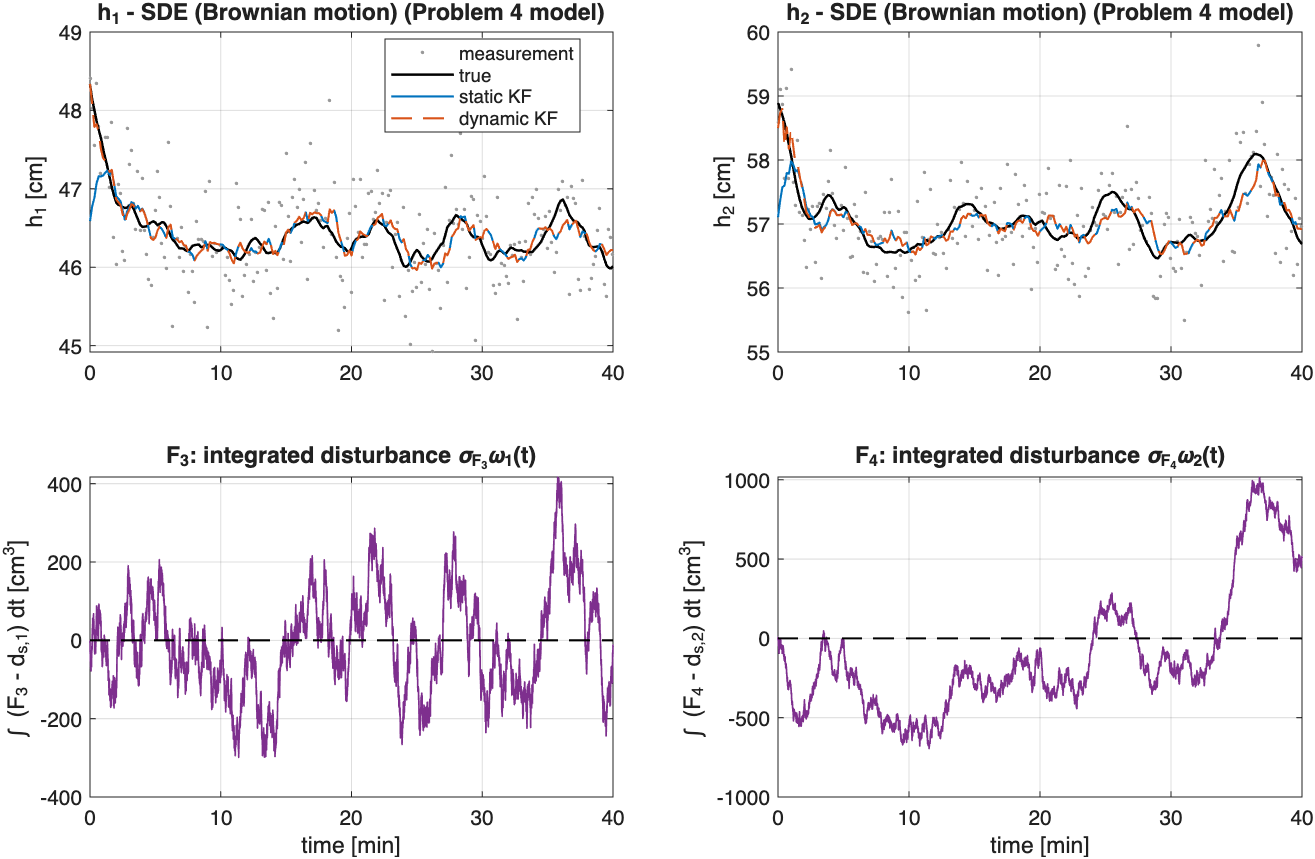 h₁ - SDE (Brownian motion) (Problem 4 model)
49
48
47
46
45
h₁ [cm]
measurement
true
static KF
dynamic KF
0 10 20 30 40
h₂ - SDE (Brownian motion) (Problem 4 model)
60
59
58
57
56
55
h₂ [cm]
0 10 20 30 40
F₃: integrated disturbance σ_F₃ω₁(t)
400
200
0
-200
-400
∫ (F₃ - d_s,1) dt [cm³]
0 10 20 30 40
time [min]
F₄: integrated disturbance σ_F₄ω₂(t)
1000
500
0
-500
-1000
∫ (F₄ - d_s,2) dt [cm³]
0 10 20 30 40
time [min]